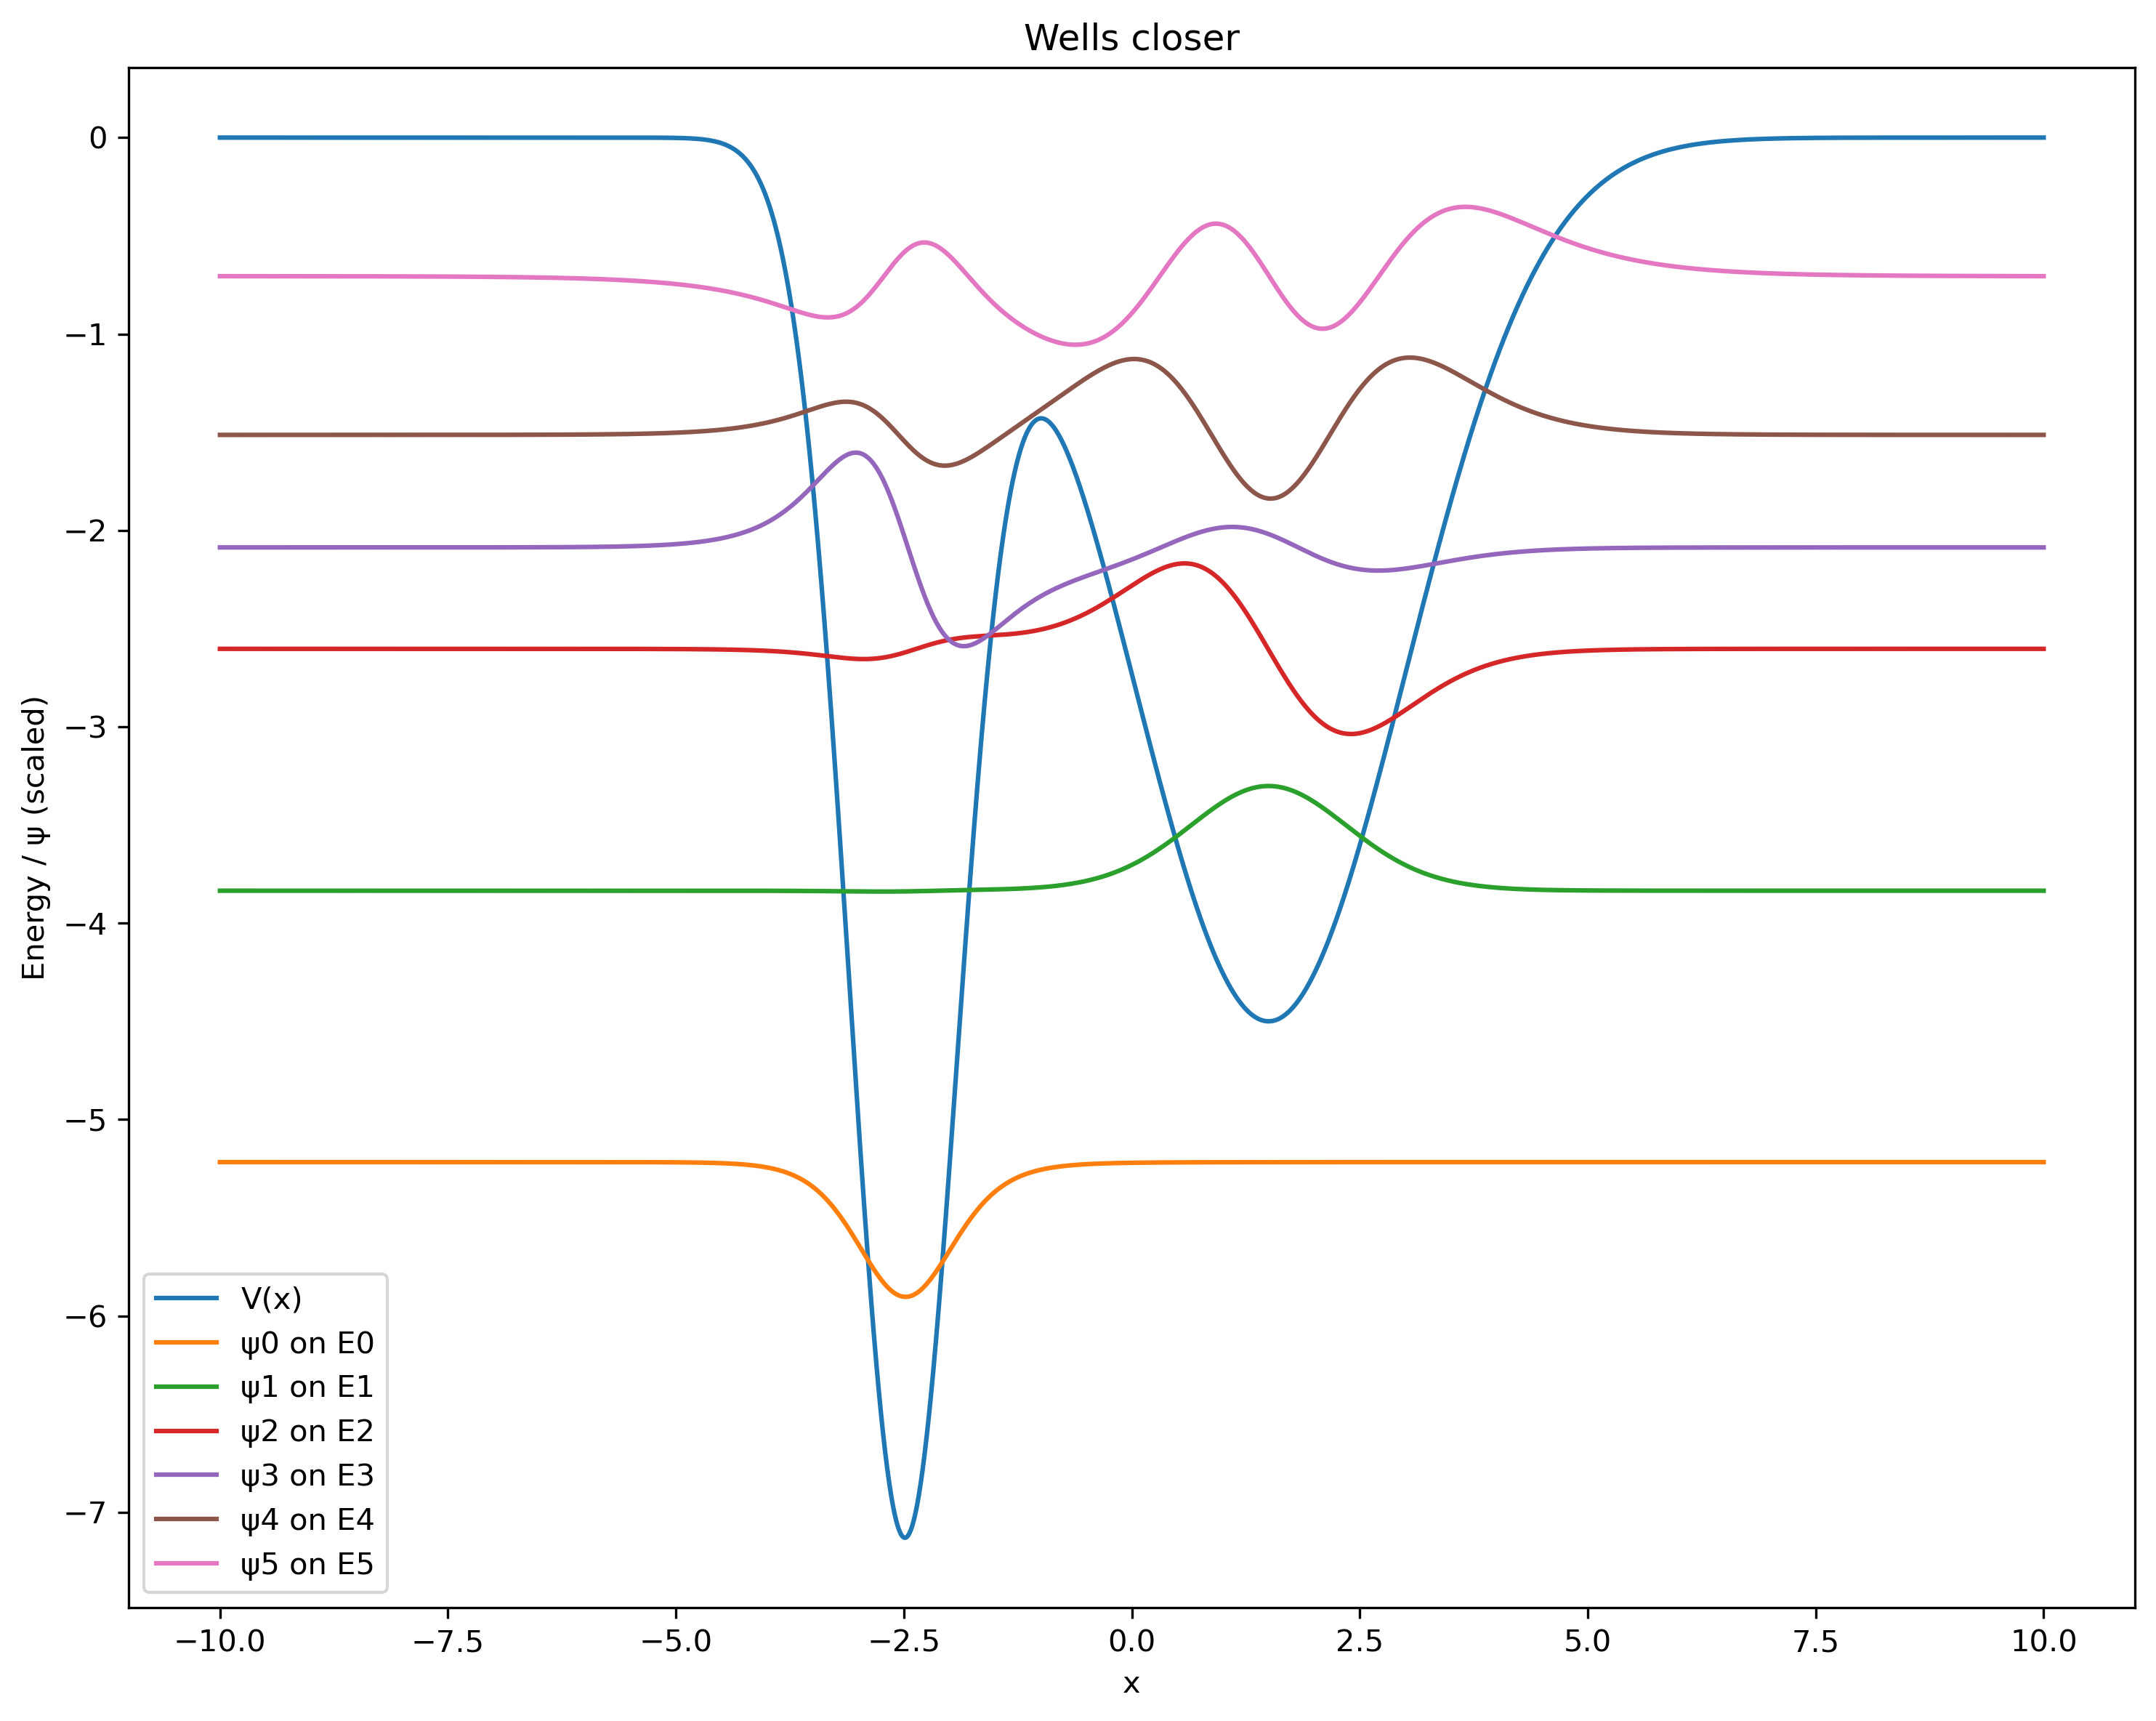 Wells closer
Energy / ψ (scaled)
0
−1
−2
−3
−4
−5
−6
−7
V(x)
ψ0 on E0
ψ1 on E1
ψ2 on E2
ψ3 on E3
ψ4 on E4
ψ5 on E5
−10.0 −7.5 −5.0 −2.5 0.0 2.5 5.0 7.5 10.0
x